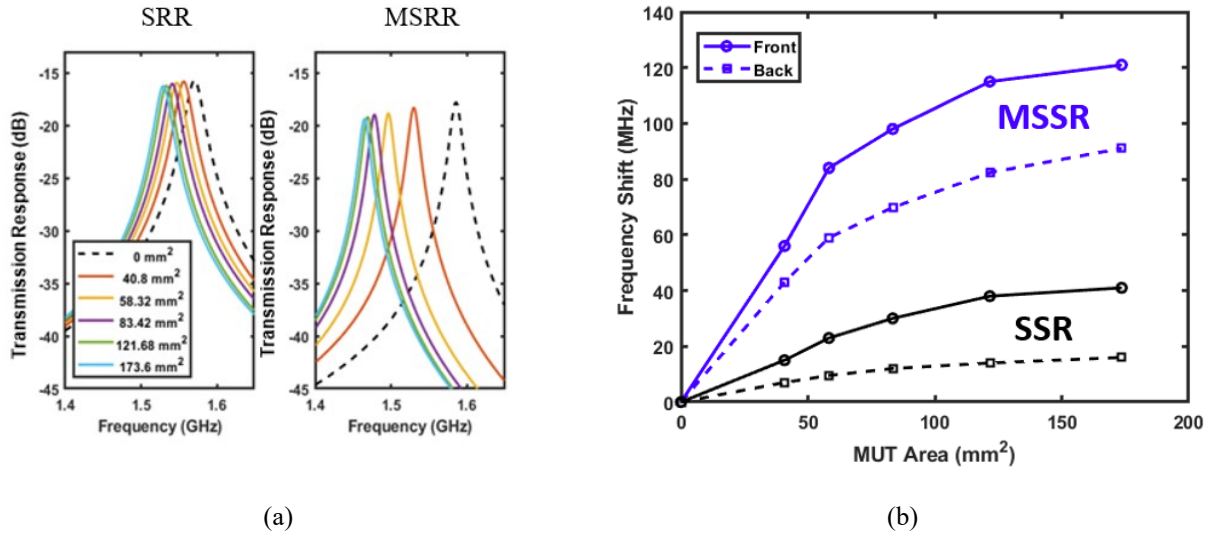 SRR
MSRR
Transmission Response (dB)
-15
-20
-25
-30
-35
-40
-45
0 mm²
40.8 mm²
58.32 mm²
83.42 mm²
121.68 mm²
173.6 mm²
1.4
1.5
1.6
Frequency (GHz)
Transmission Response (dB)
-15
-20
-25
-30
-35
-40
-45
1.4
1.5
1.6
Frequency (GHz)
(a)
Frequency Shift (MHz)
140
120
100
80
60
40
20
0
Front
Back
MSSR
SSR
0
50
100
150
200
MUT Area (mm²)
(b)